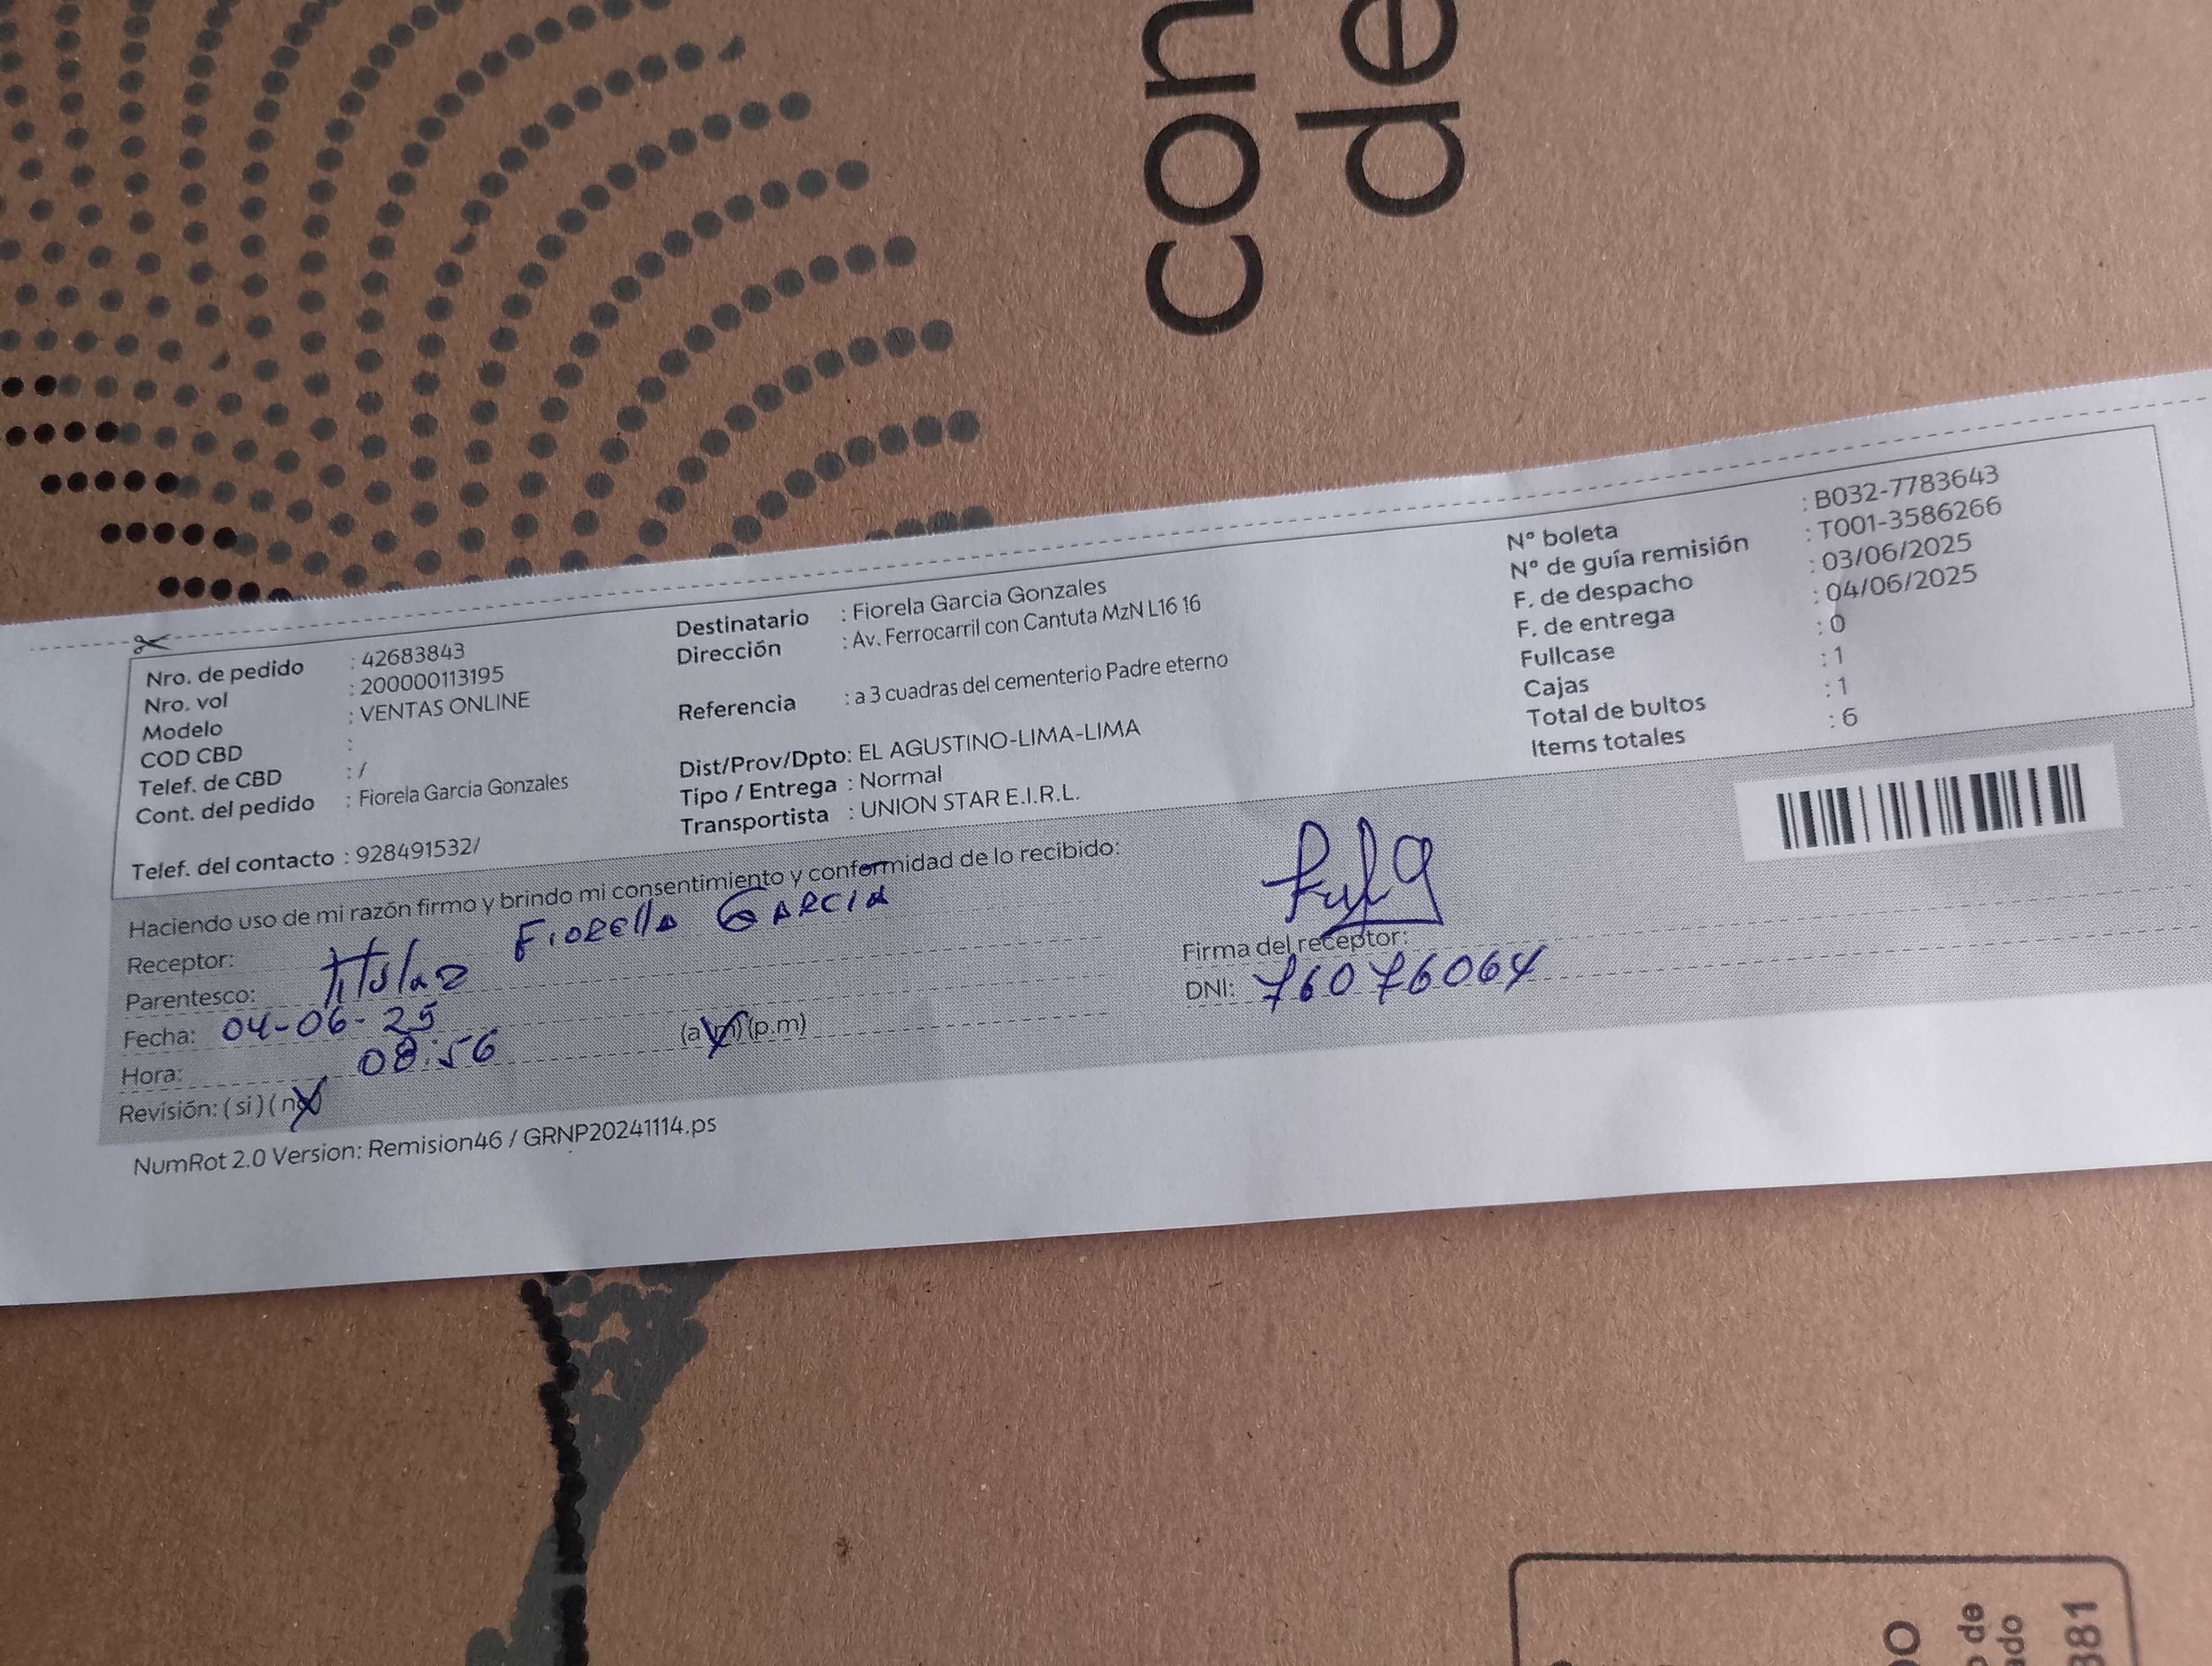 con
de
Nro. de pedido : 42683843
Nro. vol : 200000113195
Modelo : VENTAS ONLINE
COD CBD :
Telef. de CBD : /
Cont. del pedido : Fiorela Garcia Gonzales
Telef. del contacto : 928491532/
Destinatario : Fiorela Garcia Gonzales
Dirección : Av. Ferrocarril con Cantuta MzN L16 16
Referencia : a 3 cuadras del cementerio Padre eterno
Dist/Prov/Dpto: EL AGUSTINO-LIMA-LIMA
Tipo / Entrega : Normal
Transportista : UNION STAR E.I.R.L.
N° boleta : B032-7783643
N° de guía remisión : T001-3586266
F. de despacho : 03/06/2025
F. de entrega : 04/06/2025
Fullcase : 0
Cajas : 1
Total de bultos : 1
Items totales : 6
Haciendo uso de mi razón firmo y brindo mi consentimiento y conformidad de lo recibido:
Receptor: Fiorella Garcia
Parentesco: titular
Fecha: 04-06-25
Hora: 08:56 (a.m) (p.m)
Revisión: ( si ) ( no )
Firma del receptor:
DNI: 76076064
NumRot 2.0 Version: Remision46 / GRNP20241114.ps
de
ado
881